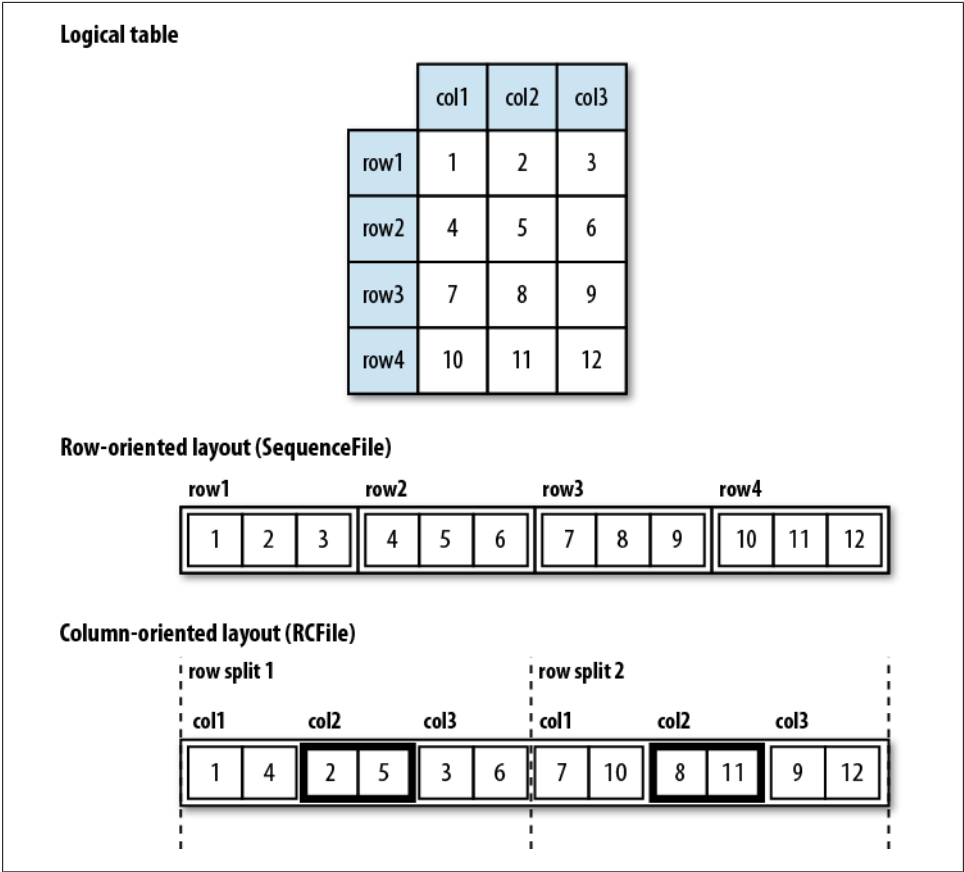 Logical table
col1 col2 col3
row1 1 2 3
row2 4 5 6
row3 7 8 9
row4 10 11 12
Row-oriented layout (SequenceFile)
row1 row2 row3 row4
1 2 3 4 5 6 7 8 9 10 11 12
Column-oriented layout (RCFile)
row split 1 row split 2
col1 col2 col3 col1 col2 col3
1 4 2 5 3 6 7 10 8 11 9 12